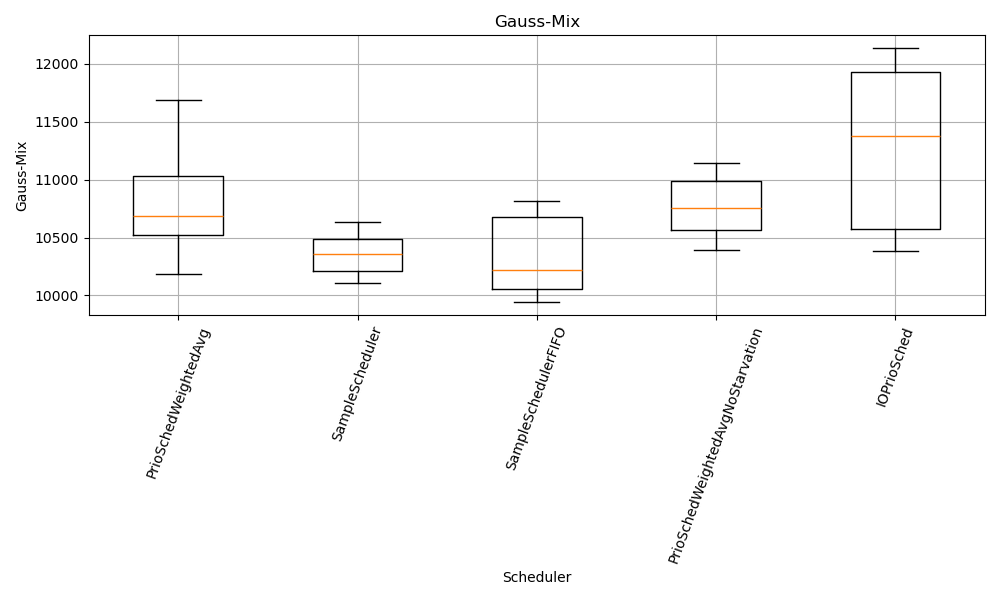 Gauss-Mix
Gauss-Mix
12000
11500
11000
10500
10000
PrioSchedWeightedAvg
SampleScheduler
SampleSchedulerFIFO
PrioSchedWeightedAvgNoStarvation
IOPrioSched
Scheduler